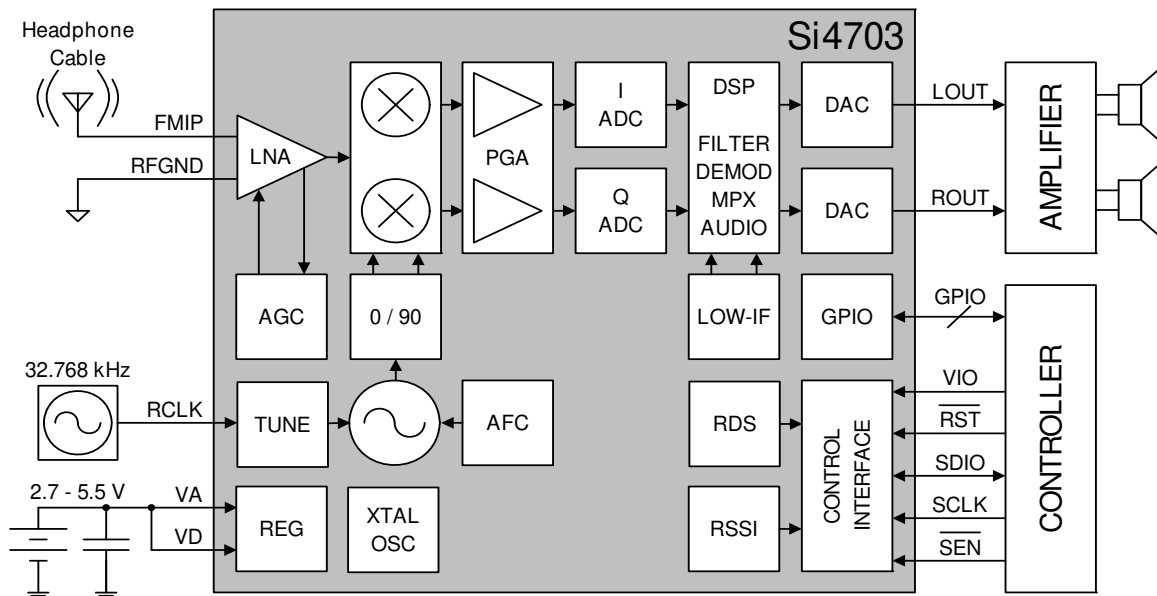 Si4703
Headphone
Cable
FMIP
RFGND
LNA
AGC
0 / 90
PGA
I
ADC
Q
ADC
DSP
FILTER
DEMOD
MPX
AUDIO
LOW-IF
DAC
DAC
LOUT
ROUT
AMPLIFIER
GPIO
GPIO
32.768 kHz
RCLK
TUNE
AFC
RDS
RSSI
CONTROL
INTERFACE
VIO
RST
SDIO
SCLK
SEN
CONTROLLER
2.7 - 5.5 V
VA
VD
REG
XTAL
OSC